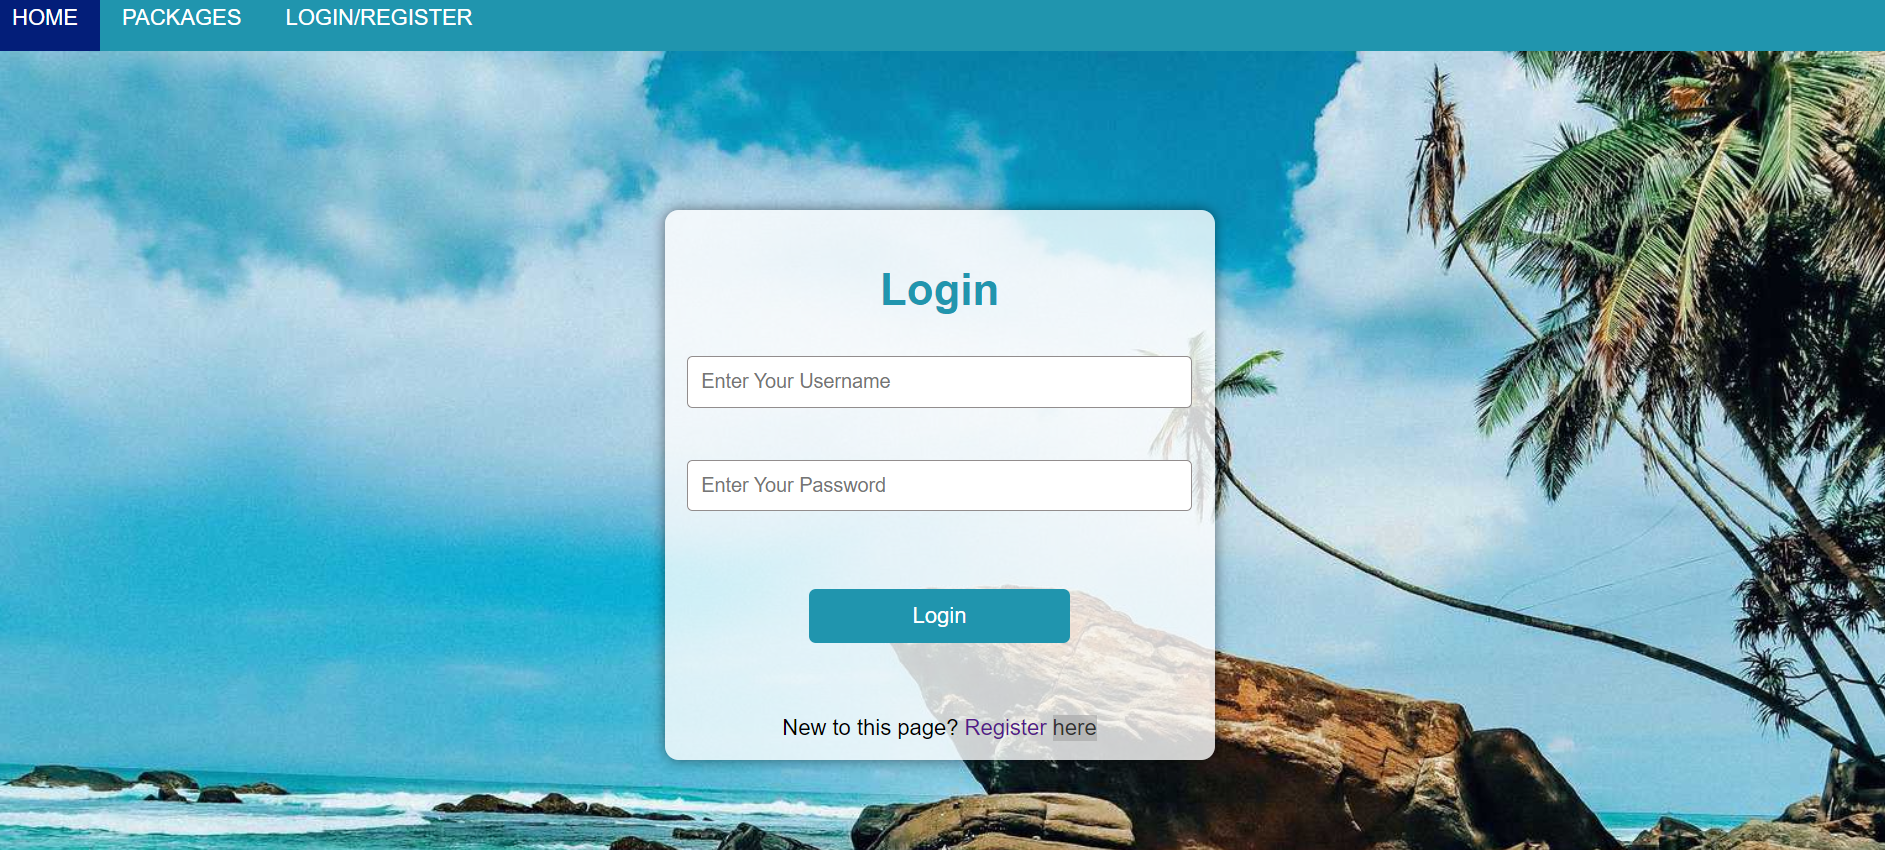 HOME PACKAGES LOGIN/REGISTER
Login
Enter Your Username
Enter Your Password
Login
New to this page? Register here